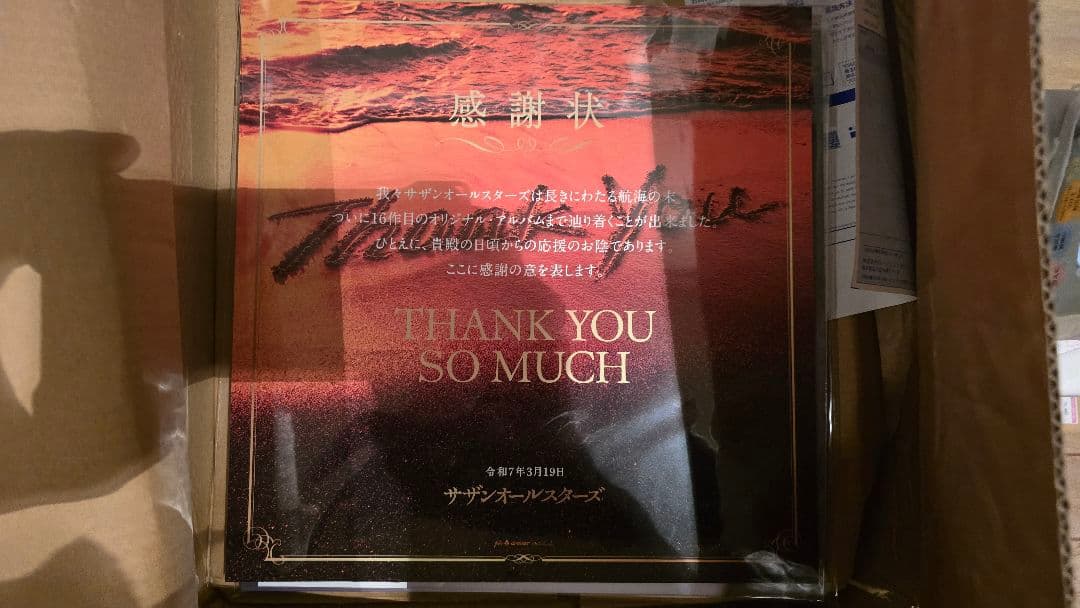 感謝状
我々サザンオールスターズは長きにわたる航海の末
ついに16作目のオリジナル・アルバムまで辿り着くことが出来ました。
ひとえに、貴殿の日頃からの応援のお陰であります。
ここに感謝の意を表します。
Thank You
THANK YOU
SO MUCH
令和7年3月19日
サザンオールスターズ